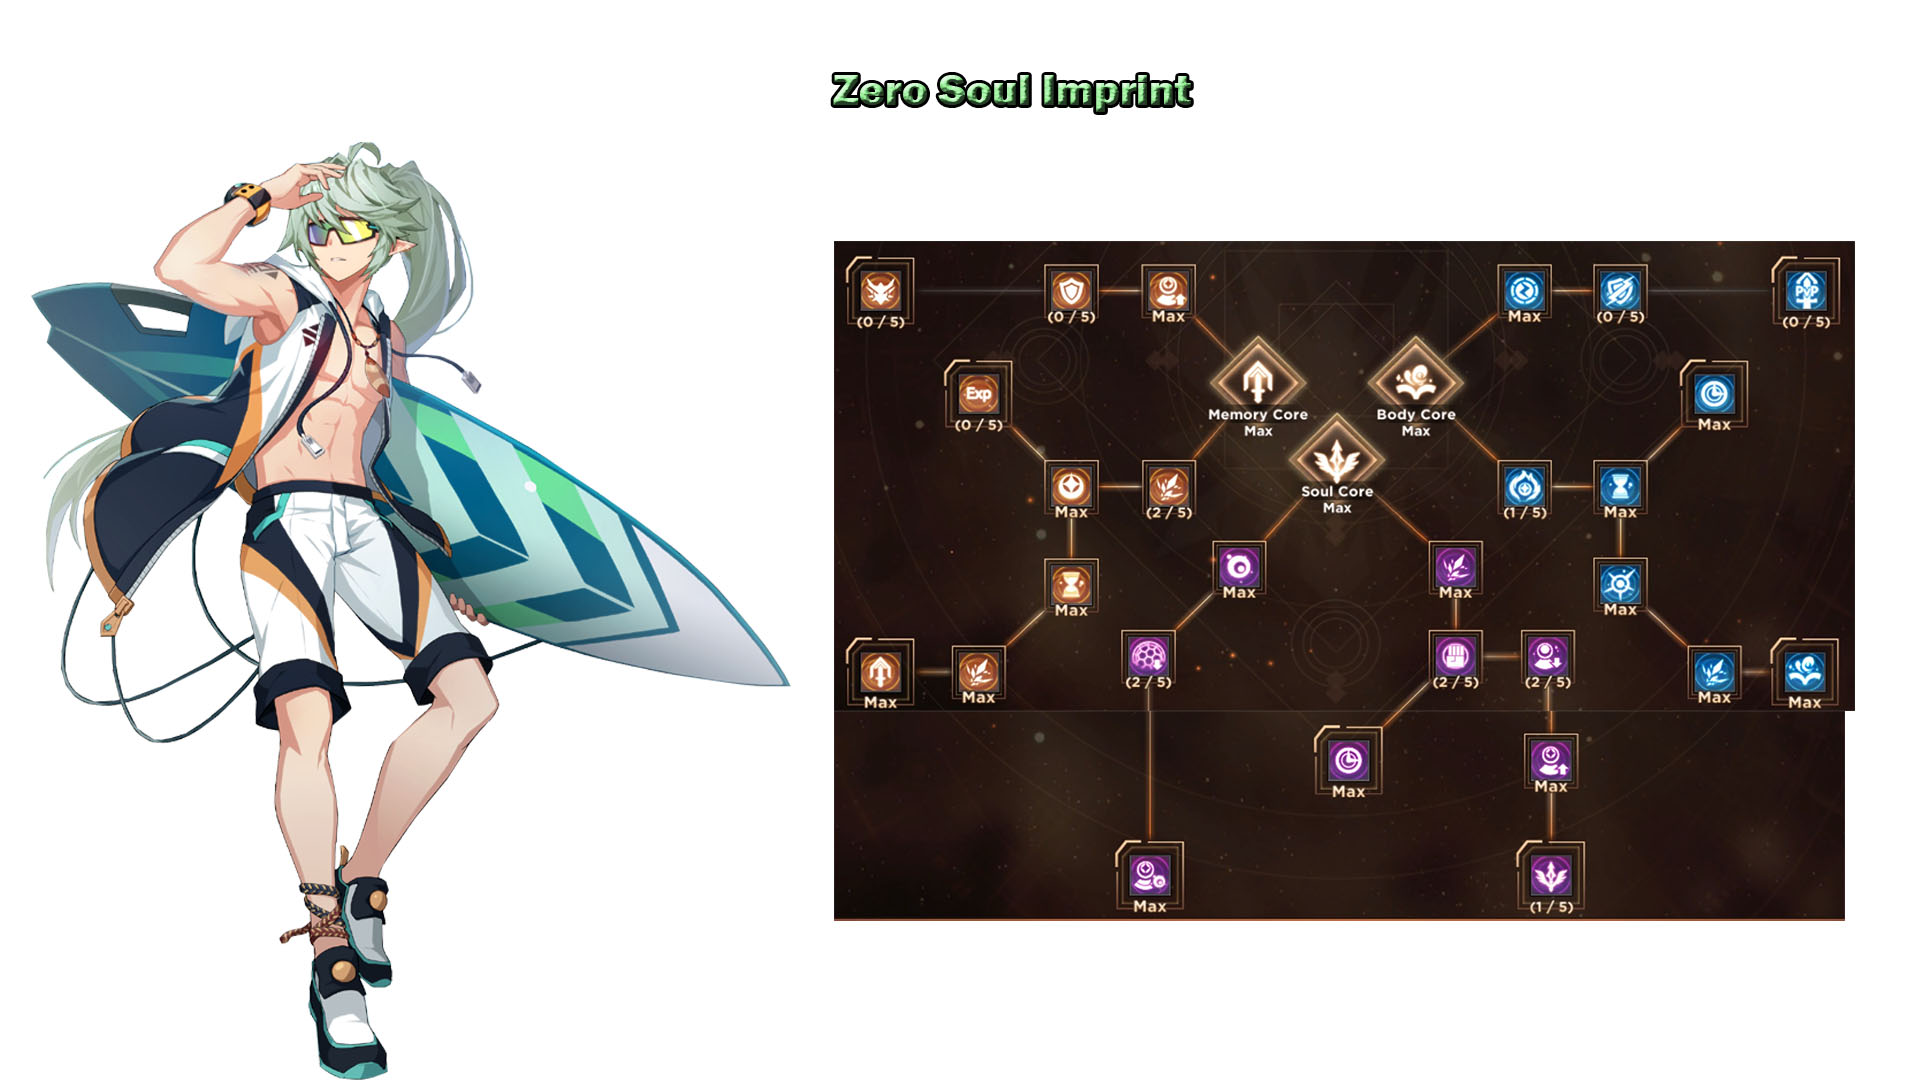 Zero Soul Imprint
(0 / 5)
(0 / 5)
Max
Max
(0 / 5)
PvP
(0 / 5)
Exp
(0 / 5)
Memory Core
Max
Body Core
Max
Max
Soul Core
Max
Max
(2 / 5)
(1 / 5)
Max
Max
Max
Max
Max
Max
Max
(2 / 5)
(2 / 5)
(2 / 5)
Max
Max
Max
Max
Max
Max
(1 / 5)